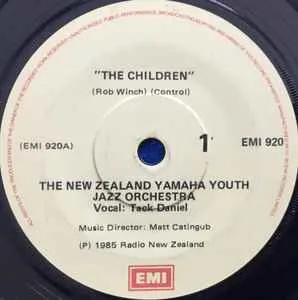 "THE CHILDREN"
(Rob Winch) (Control)
(EMI 920A)
1
EMI 920
THE NEW ZEALAND YAMAHA YOUTH
JAZZ ORCHESTRA
Vocal: Tack Daniel
Music Director: Matt Catingub
(P) 1985 Radio New Zealand
EMI